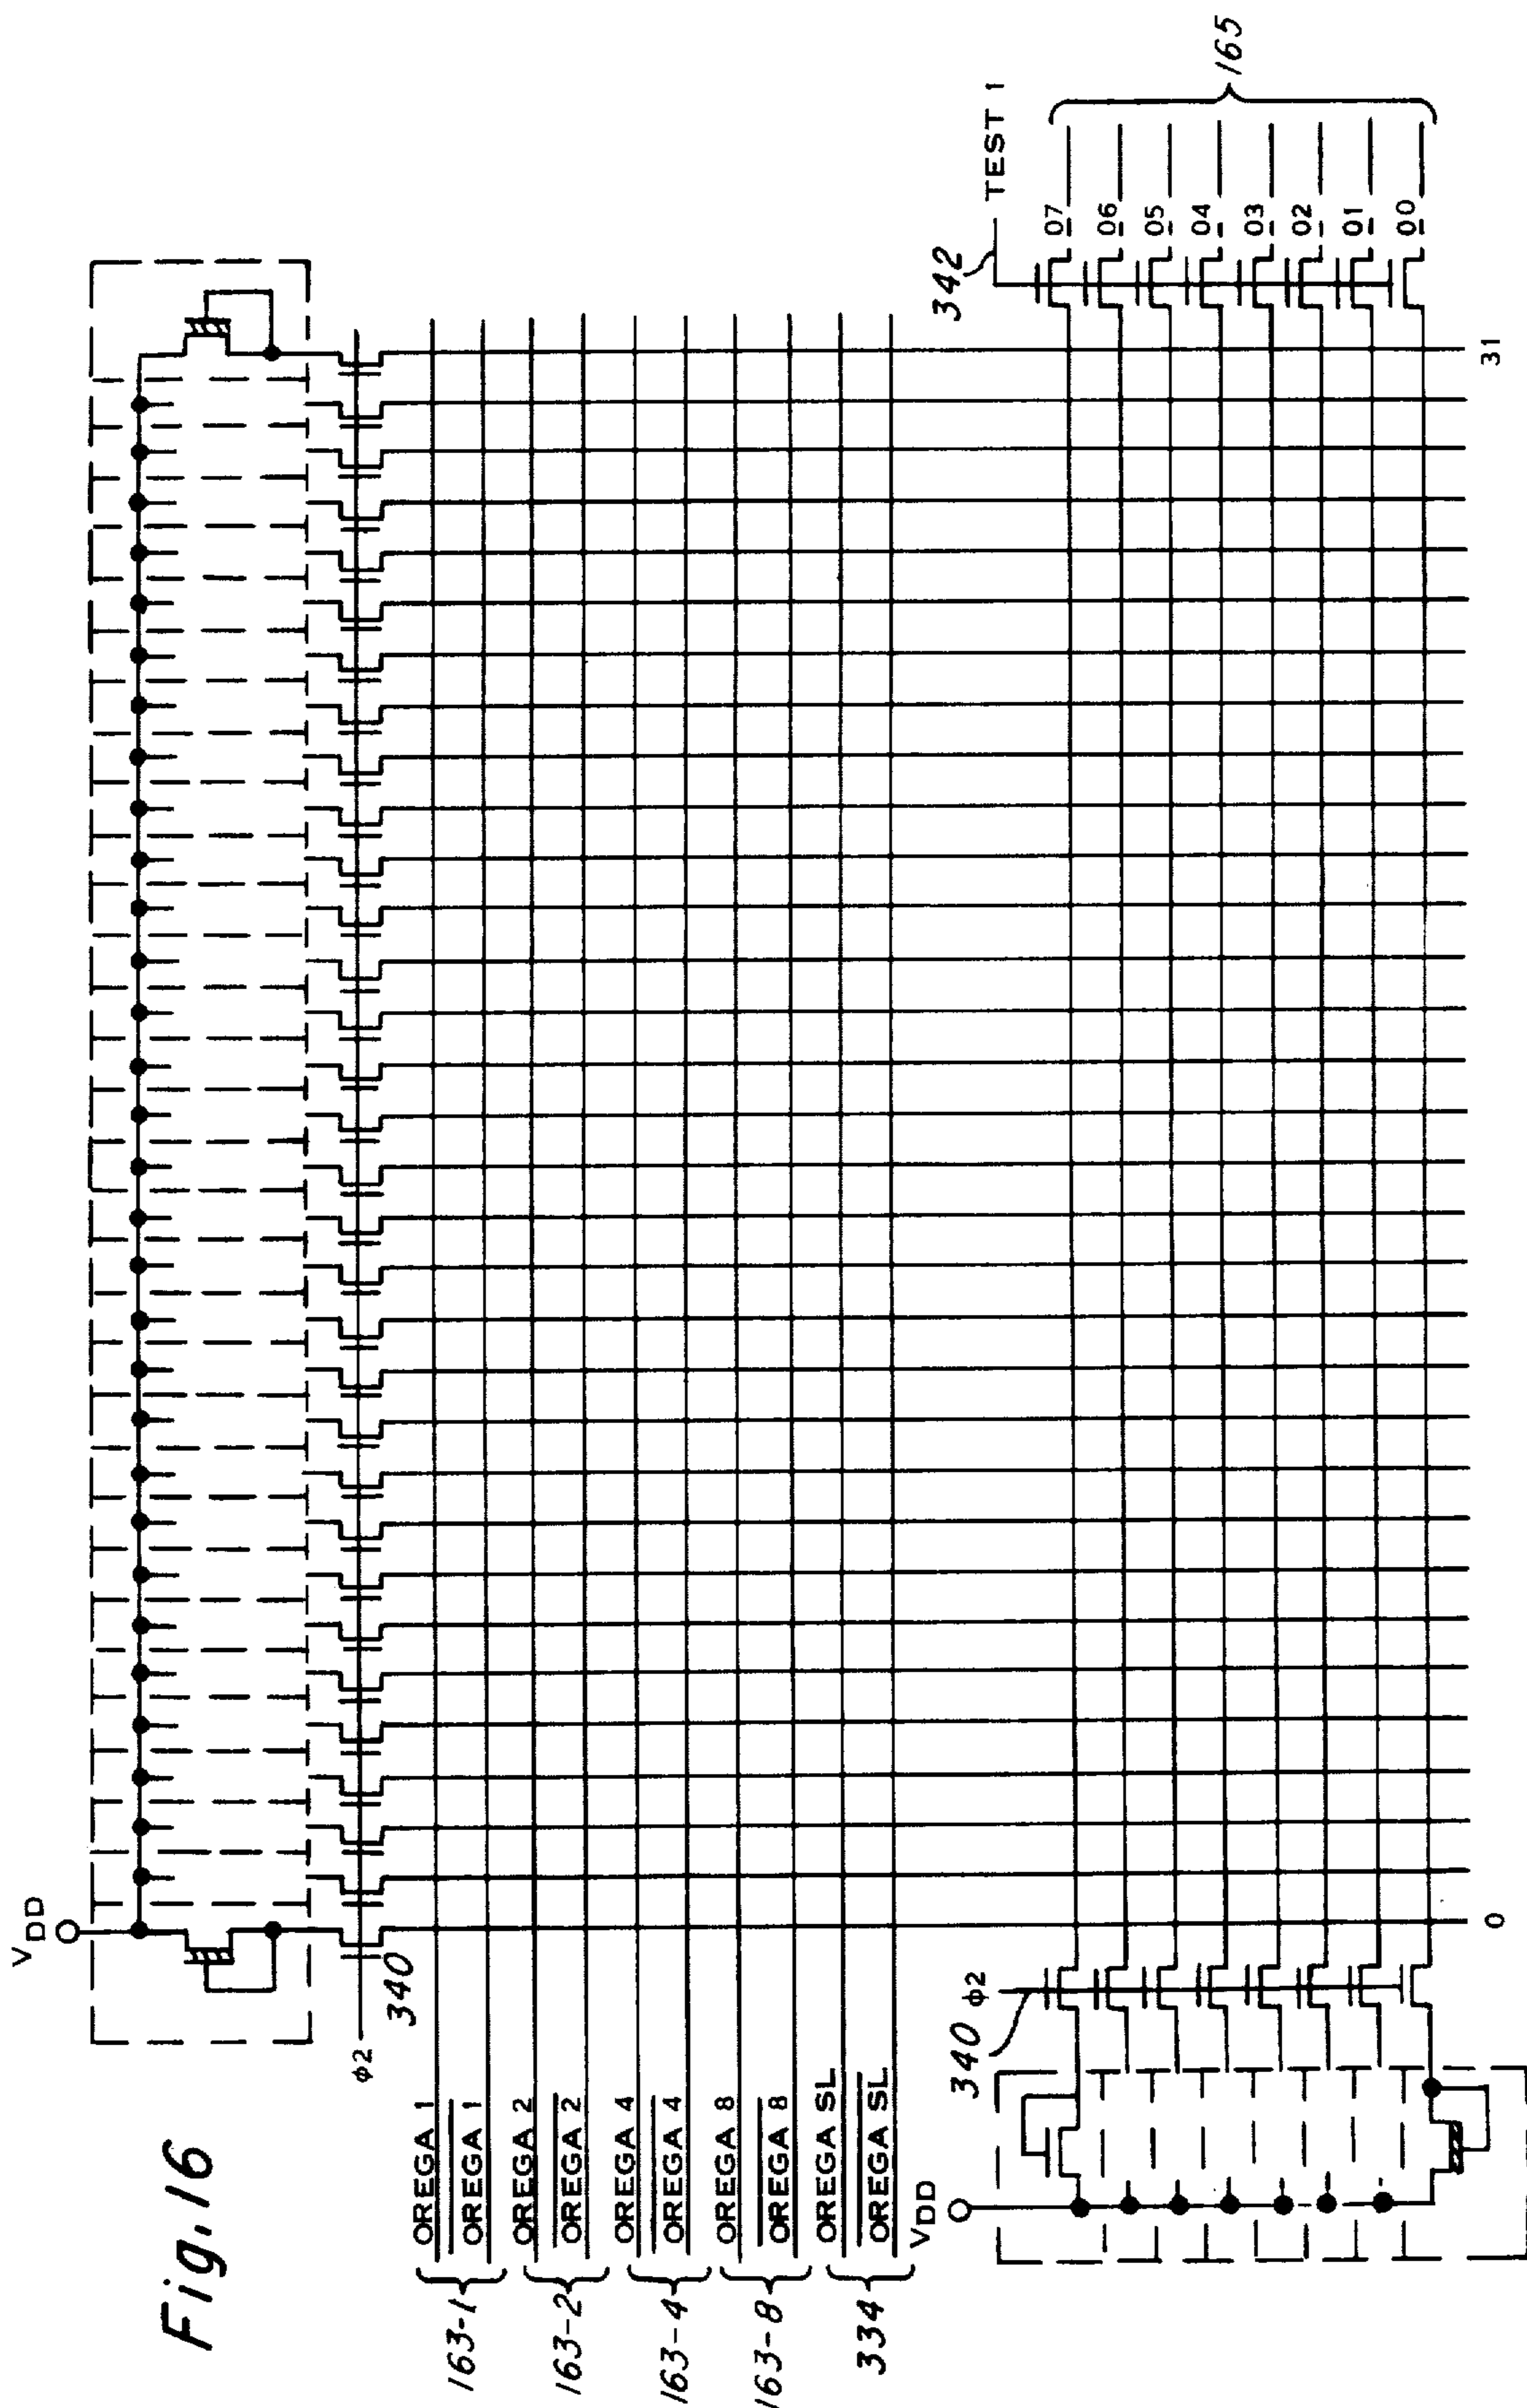 Fig. 16
VDD
φ2
340
163-1
OREGA 1
OREGA 1
163-2
OREGA 2
OREGA 2
163-4
OREGA 4
OREGA 4
163-8
OREGA 8
OREGA 8
334
OREGA SL
OREGA SL
VDD
340
φ2
342
TEST 1
07
06
05
04
03
02
01
00
165
0
31